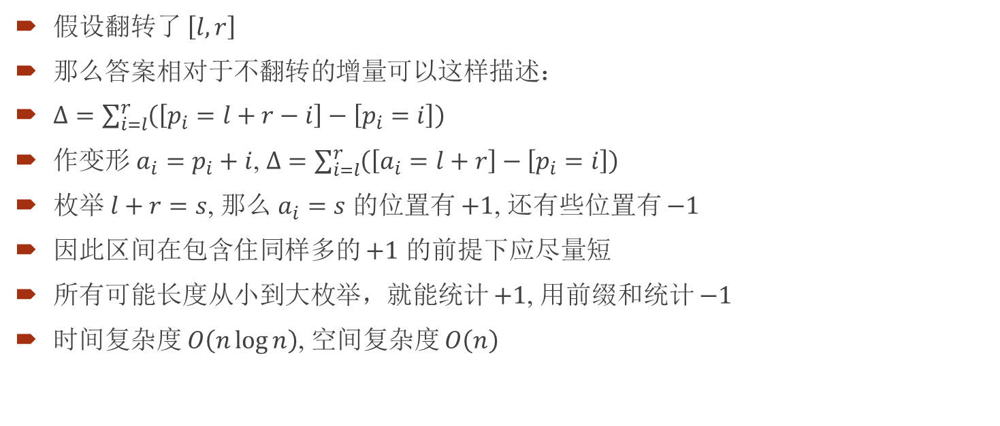 假设翻转了 [l, r]
那么答案相对于不翻转的增量可以这样描述：
Δ = ∑_{i=l}^{r}([p_i = l + r − i] − [p_i = i])
作变形 a_i = p_i + i, Δ = ∑_{i=l}^{r}([a_i = l + r] − [p_i = i])
枚举 l + r = s, 那么 a_i = s 的位置有 +1, 还有些位置有 −1
因此区间在包含住同样多的 +1 的前提下应尽量短
所有可能长度从小到大枚举，就能统计 +1, 用前缀和统计 −1
时间复杂度 O(n log n), 空间复杂度 O(n)